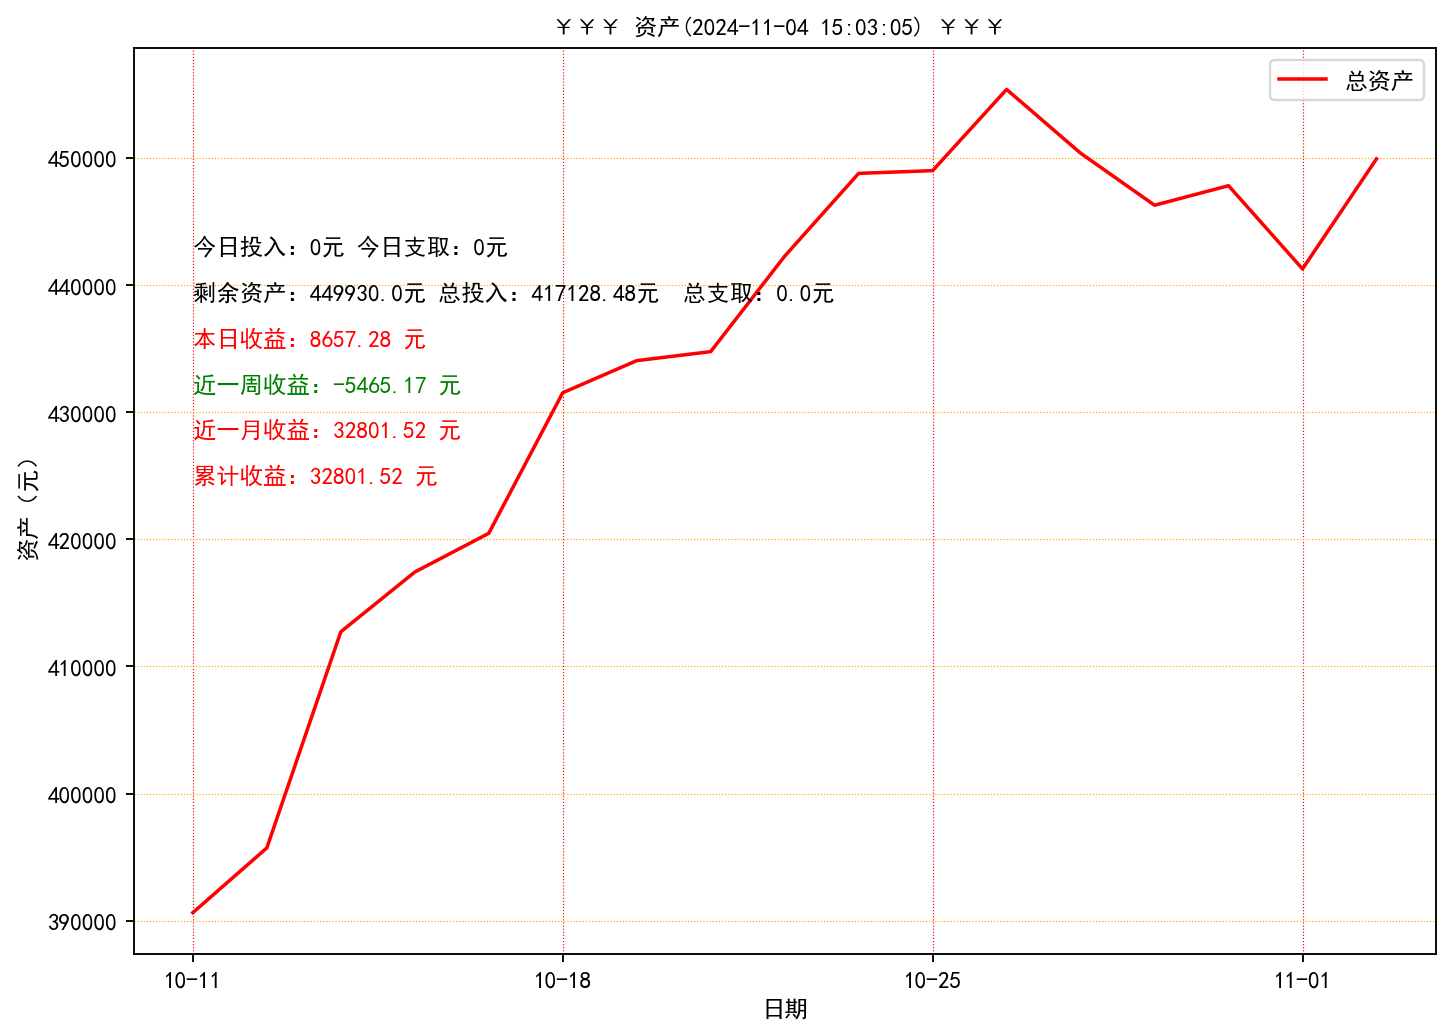 ￥￥￥ 资产(2024-11-04 15:03:05) ￥￥￥
总资产
450000
440000
430000
420000
410000
400000
390000
资产（元）
今日投入：0元 今日支取：0元
剩余资产：449930.0元 总投入：417128.48元  总支取：0.0元
本日收益：8657.28 元
近一周收益：-5465.17 元
近一月收益：32801.52 元
累计收益：32801.52 元
10-11
10-18
10-25
11-01
日期